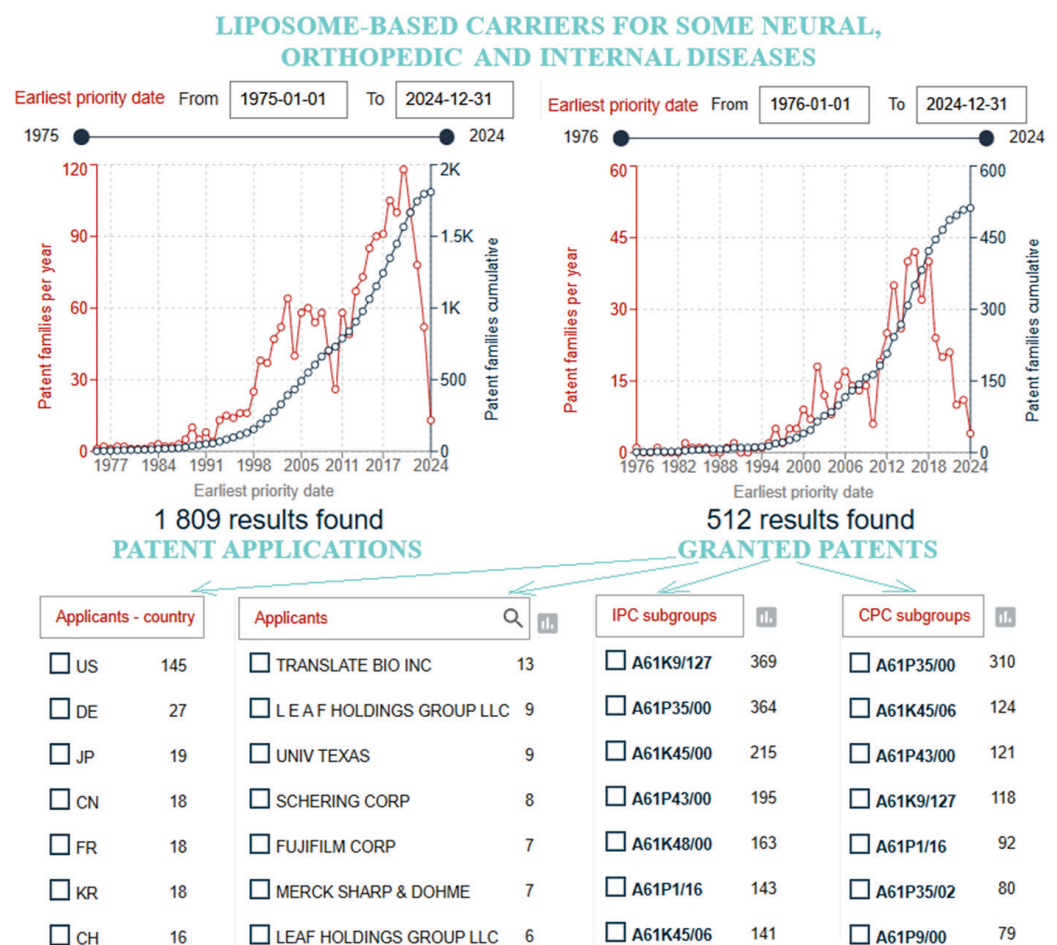 LIPOSOME-BASED CARRIERS FOR SOME NEURAL,
ORTHOPEDIC AND INTERNAL DISEASES
Earliest priority date From 1975-01-01 To 2024-12-31
1975 2024
120
90
60
30
0
Patent families per year
2K
1.5K
1K
500
0
Patent families cumulative
1977 1984 1991 1998 2005 2011 2017 2024
Earliest priority date
1 809 results found
PATENT APPLICATIONS
Earliest priority date From 1976-01-01 To 2024-12-31
1976 2024
60
45
30
15
0
Patent families per year
600
450
300
150
0
Patent families cumulative
1976 1982 1988 1994 2000 2006 2012 2018 2024
Earliest priority date
512 results found
GRANTED PATENTS
Applicants - country
US 145
DE 27
JP 19
CN 18
FR 18
KR 18
CH 16
Applicants
TRANSLATE BIO INC 13
L E A F HOLDINGS GROUP LLC 9
UNIV TEXAS 9
SCHERING CORP 8
FUJIFILM CORP 7
MERCK SHARP & DOHME 7
LEAF HOLDINGS GROUP LLC 6
IPC subgroups
A61K9/127 369
A61P35/00 364
A61K45/00 215
A61P43/00 195
A61K48/00 163
A61P1/16 143
A61K45/06 141
CPC subgroups
A61P35/00 310
A61K45/06 124
A61P43/00 121
A61K9/127 118
A61P1/16 92
A61P35/02 80
A61P9/00 79